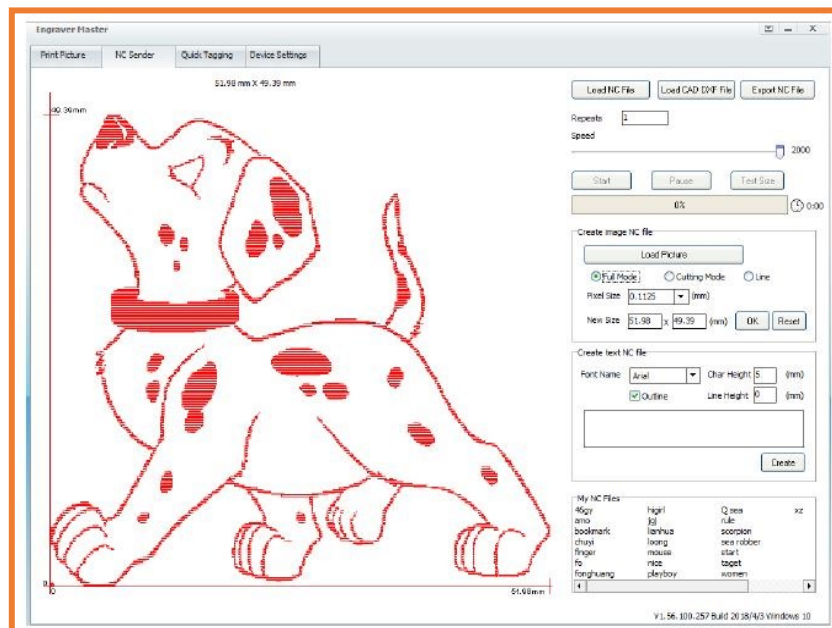 Engraver Master
Print Picture NC Sender Quick Tagging Device Settings
51.98 mm X 49.39 mm
49.39mm
0
0
51.98mm
Load NC File Load CAD DXF File Export NC File
Repeats 1
Speed
2000
Start Pause Test Size
0% 0:00
Create image NC file
Load Picture
Full Mode Cutting Mode Line
Pixel Size 0.1125 (mm)
New Size 51.98 x 49.39 (mm) OK Reset
Create text NC file
Font Name Arial Char Height 5 (mm)
Outline Line Height 0 (mm)
Create
My NC Files
46gy higirl Q sea xz
amo jgj rule
bookmark lianhua scorpion
chuyi loong sea robber
finger mouse start
fo nice taget
fonghuang playboy women
V1.56.100.257 Build 2018/4/3 Windows 10